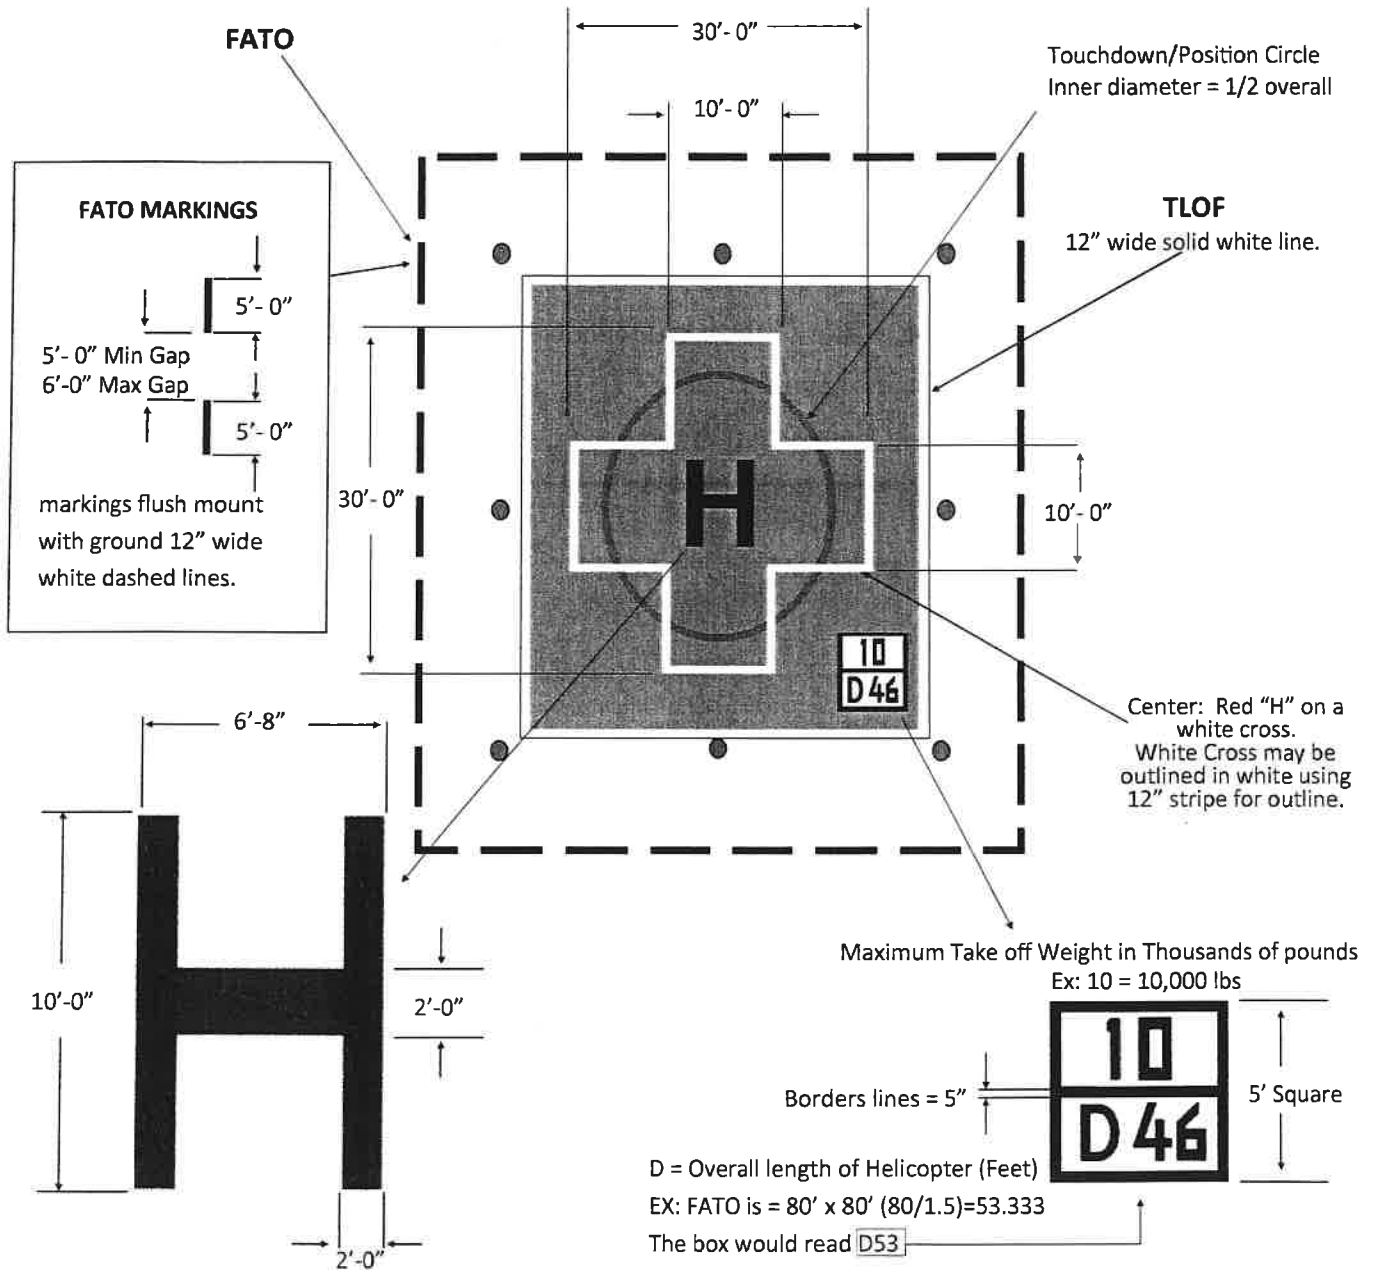 FATO
30'- 0"
10'- 0"
Touchdown/Position Circle
Inner diameter = 1/2 overall
TLOF
12" wide solid white line.
FATO MARKINGS
5'- 0"
5'- 0" Min Gap
6'-0" Max Gap
5'- 0"
markings flush mount
with ground 12" wide
white dashed lines.
30'- 0"
10'- 0"
H
10
D 46
Center: Red "H" on a
white cross.
White Cross may be
outlined in white using
12" stripe for outline.
6'-8"
10'-0"
2'-0"
2'-0"
Maximum Take off Weight in Thousands of pounds
Ex: 10 = 10,000 lbs
10
D 46
Borders lines = 5"
5' Square
D = Overall length of Helicopter (Feet)
EX: FATO is = 80' x 80' (80/1.5)=53.333
The box would read D53